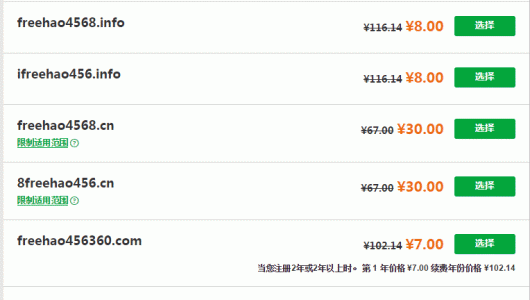 freehao4568.info
¥116.14 ¥8.00 选择
ifreehao456.info
¥116.14 ¥8.00 选择
freehao4568.cn
¥67.00 ¥30.00 选择
限制适用范围 ?
8freehao456.cn
¥67.00 ¥30.00 选择
限制适用范围 ?
freehao456360.com
¥102.14 ¥7.00 选择
当您注册2年或2年以上时。 第 1 年价格 ¥7.00 续费年份价格 ¥102.14